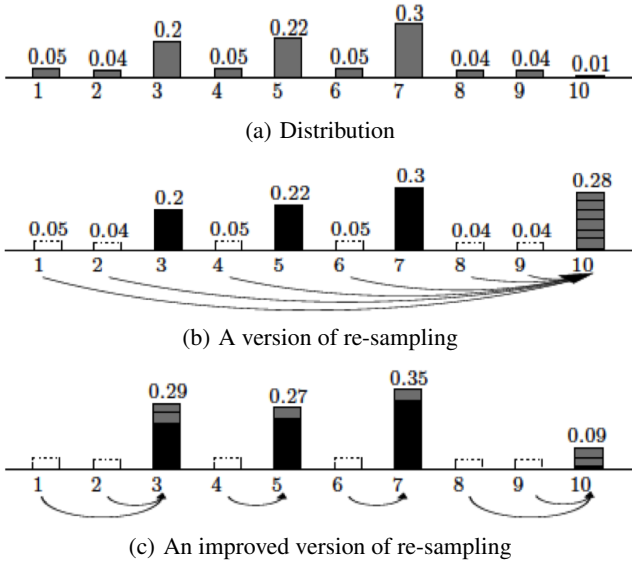 0.05 0.04 0.2 0.05 0.22 0.05 0.3 0.04 0.04 0.01
1 2 3 4 5 6 7 8 9 10
(a) Distribution
0.05 0.04 0.2 0.05 0.22 0.05 0.3 0.04 0.04 0.28
1 2 3 4 5 6 7 8 9 10
(b) A version of re-sampling
0.29 0.27 0.35 0.09
1 2 3 4 5 6 7 8 9 10
(c) An improved version of re-sampling